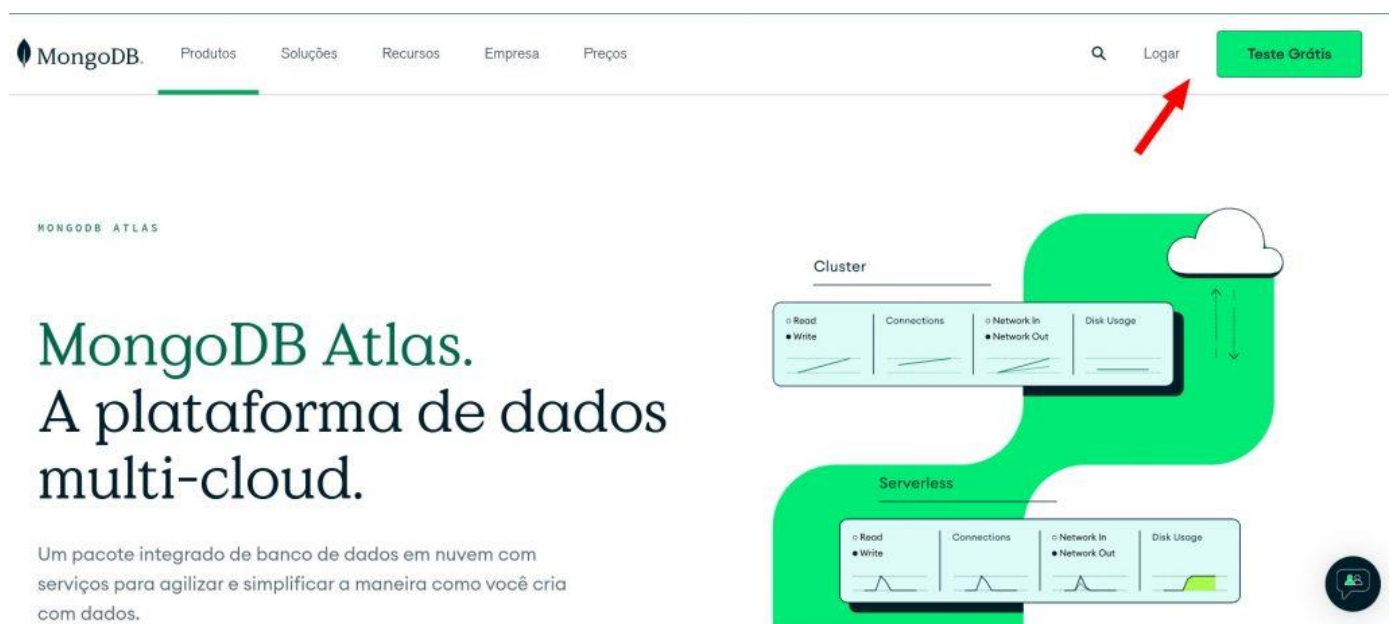 MongoDB. Produtos Soluções Recursos Empresa Preços Logar Teste Grátis
MONGODB ATLAS
MongoDB Atlas.
A plataforma de dados
multi-cloud.
Um pacote integrado de banco de dados em nuvem com
serviços para agilizar e simplificar a maneira como você cria
com dados.
Cluster
Read Connections Network In Disk Usage
Write Network Out
Serverless
Read Connections Network In Disk Usage
Write Network Out